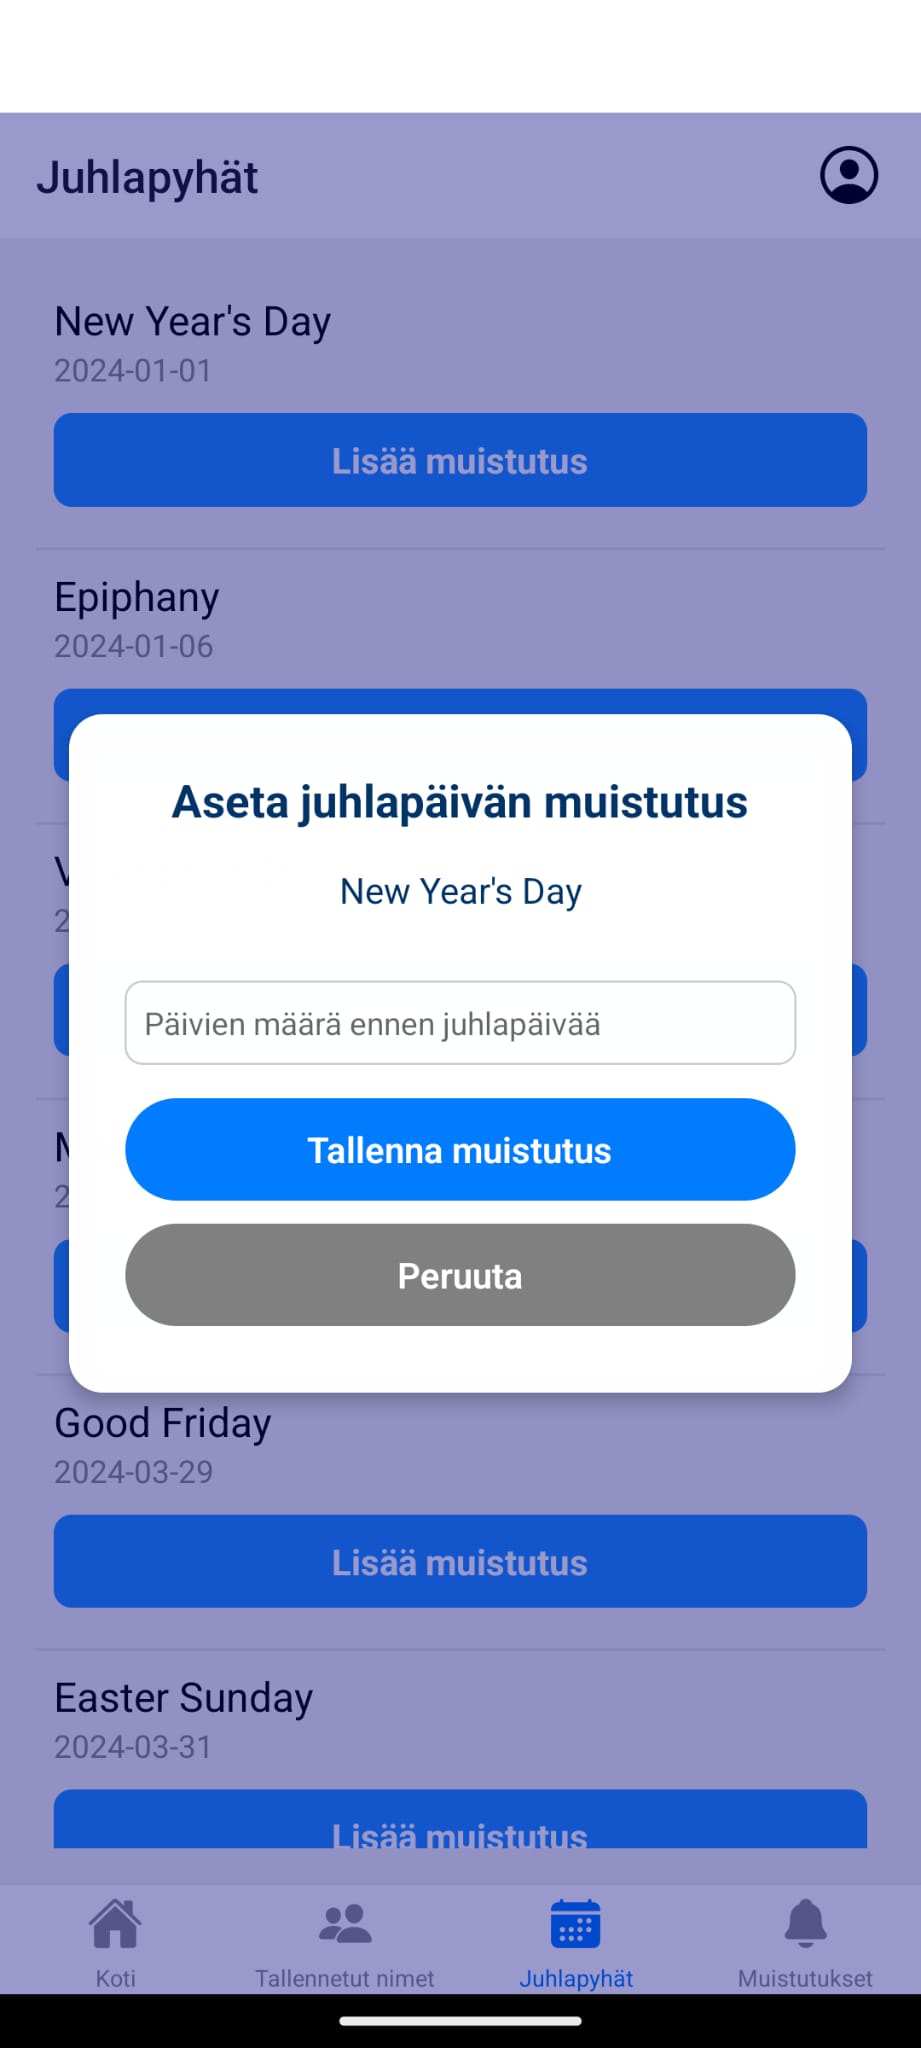 Juhlapyhät
New Year's Day
2024-01-01
Lisää muistutus
Epiphany
2024-01-06
Aseta juhlapäivän muistutus
New Year's Day
Päivien määrä ennen juhlapäivää
Tallenna muistutus
Peruuta
Good Friday
2024-03-29
Lisää muistutus
Easter Sunday
2024-03-31
Lisää muistutus
Koti
Tallennetut nimet
Juhlapyhät
Muistutukset